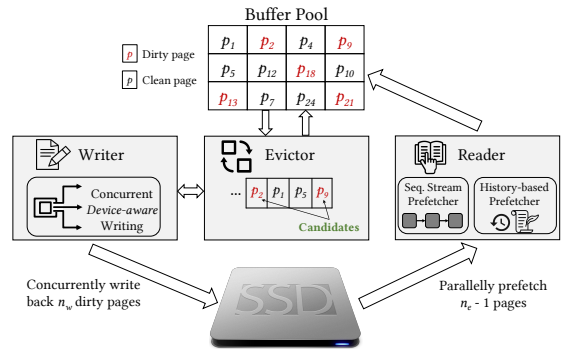 Buffer Pool
p Dirty page
p Clean page
p1 p2 p4 p9
p5 p12 p18 p10
p13 p7 p24 p21
Writer
Concurrent
Device-aware
Writing
Evictor
... p2 p1 p5 p9
Candidates
Reader
Seq. Stream
Prefetcher
History-based
Prefetcher
Concurrently write
back nw dirty pages
SSD
Parallelly prefetch
ne - 1 pages